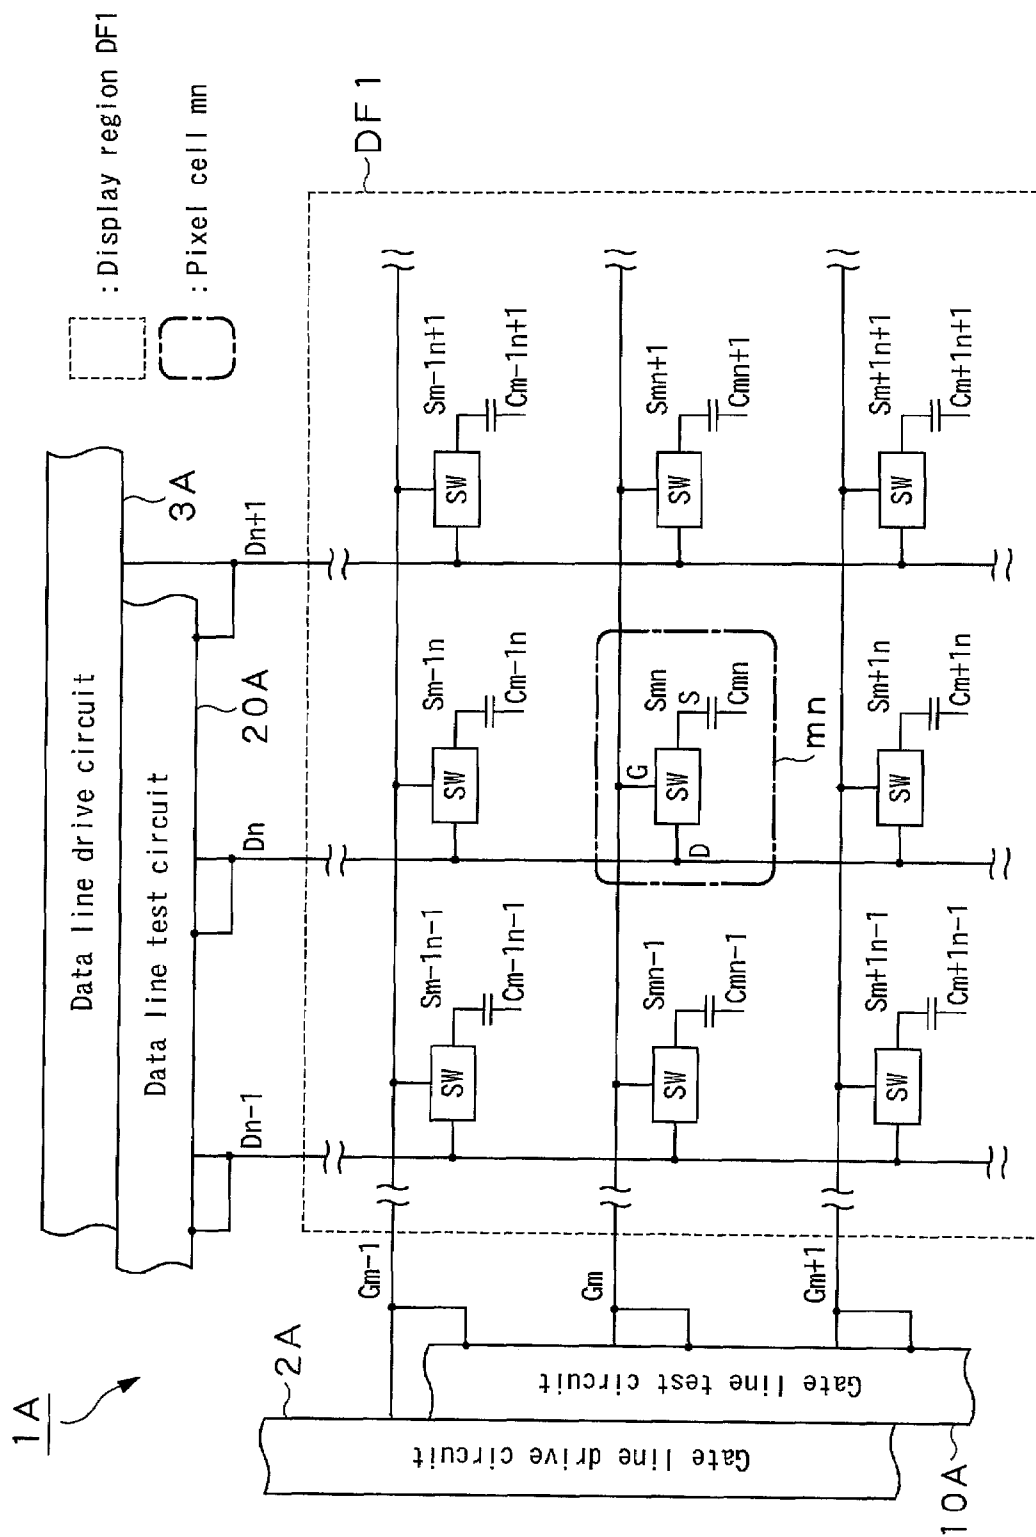 1A
: Display region DF1
: Pixel cell mn
Data line drive circuit
3A
Data line test circuit
20A
Dn-1
Dn
Dn+1
DF1
2A
Gate line drive circuit
Gate line test circuit
10A
Gm-1
Sm-1n-1
SW
Cm-1n-1
Sm-1n
SW
Cm-1n
Sm-1n+1
SW
Cm-1n+1
Gm
Smn-1
SW
Cmn-1
G
Smn
SW
S
D
Cmn
mn
Smn+1
SW
Cmn+1
Gm+1
Sm+1n-1
SW
Cm+1n-1
Sm+1n
SW
Cm+1n
Sm+1n+1
SW
Cm+1n+1